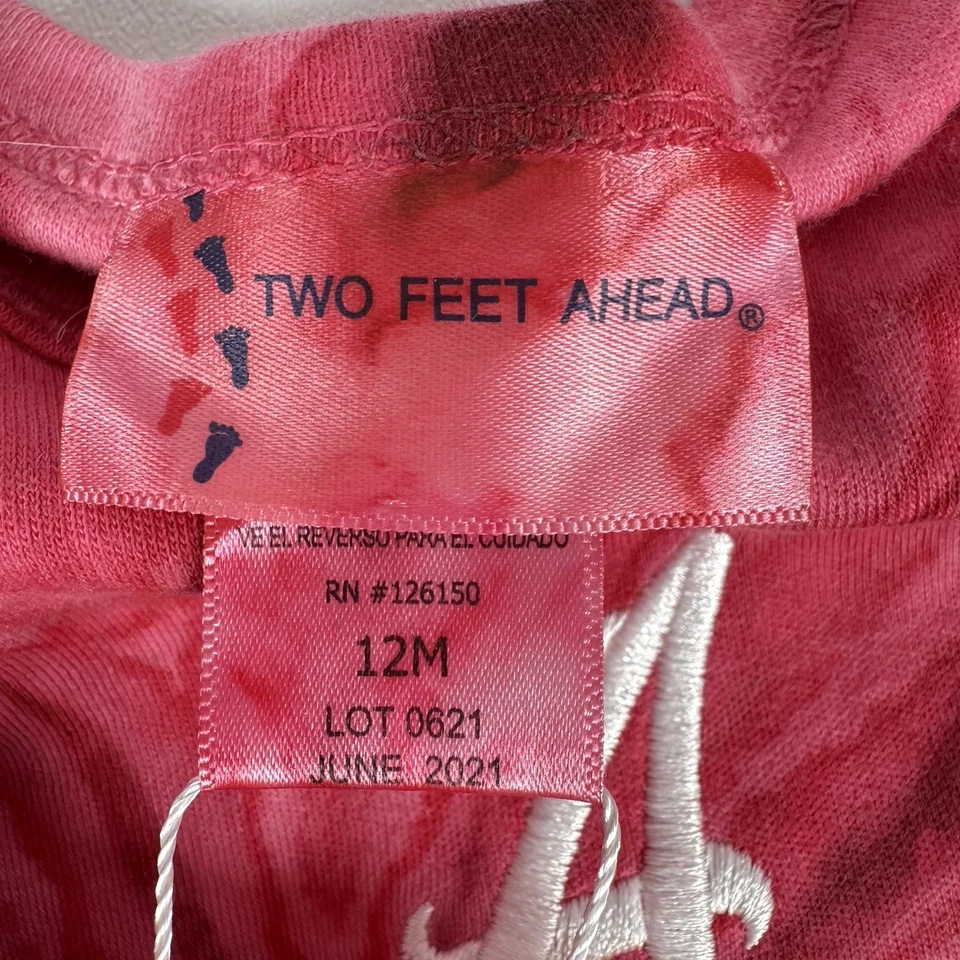 TWO FEET AHEAD®
VE EL REVERSO PARA EL CUIDADO
RN #126150
12M
LOT 0621
JUNE 2021
A